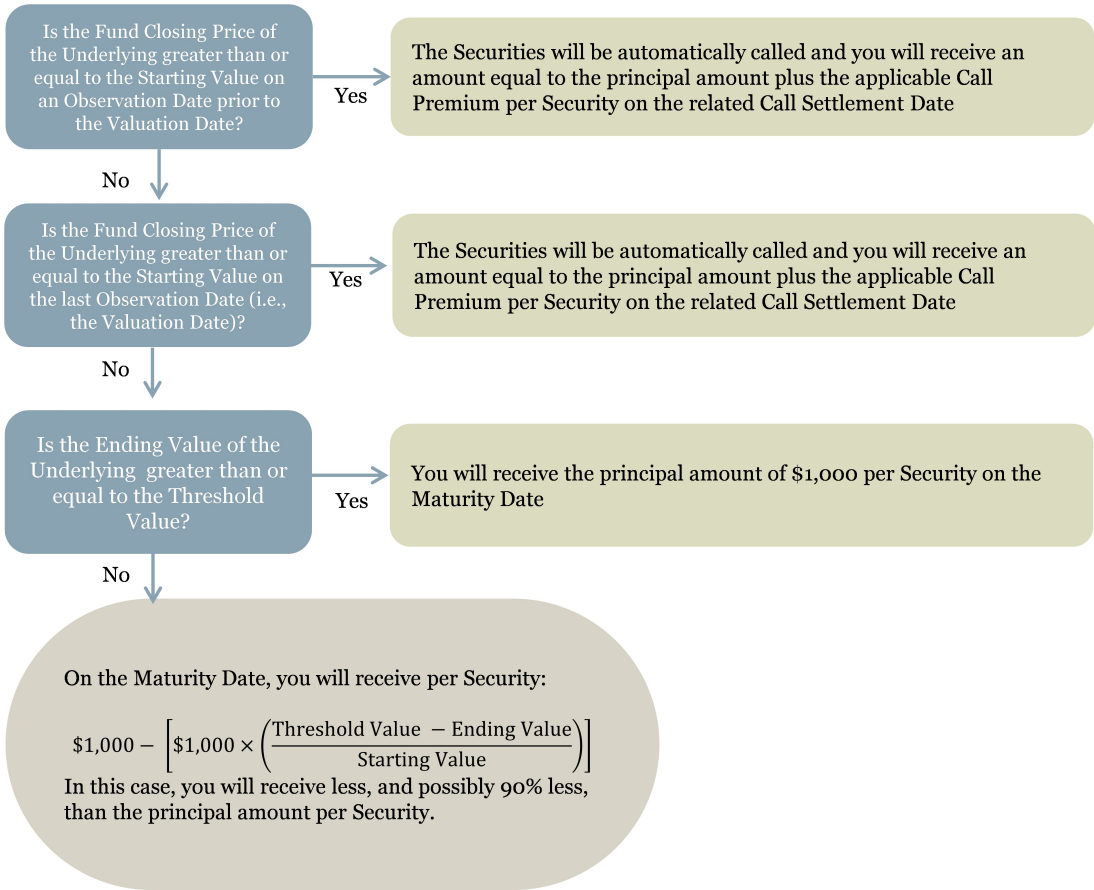 Is the Fund Closing Price of
the Underlying greater than or
equal to the Starting Value on
an Observation Date prior to
the Valuation Date?
Yes
The Securities will be automatically called and you will receive an
amount equal to the principal amount plus the applicable Call
Premium per Security on the related Call Settlement Date
No
Is the Fund Closing Price of
the Underlying greater than or
equal to the Starting Value on
the last Observation Date (i.e.,
the Valuation Date)?
Yes
The Securities will be automatically called and you will receive an
amount equal to the principal amount plus the applicable Call
Premium per Security on the related Call Settlement Date
No
Is the Ending Value of the
Underlying greater than or
equal to the Threshold
Value?
Yes
You will receive the principal amount of $1,000 per Security on the
Maturity Date
No
On the Maturity Date, you will receive per Security:
$1,000 − [$1,000 × (Threshold Value − Ending Value / Starting Value)]
In this case, you will receive less, and possibly 90% less,
than the principal amount per Security.